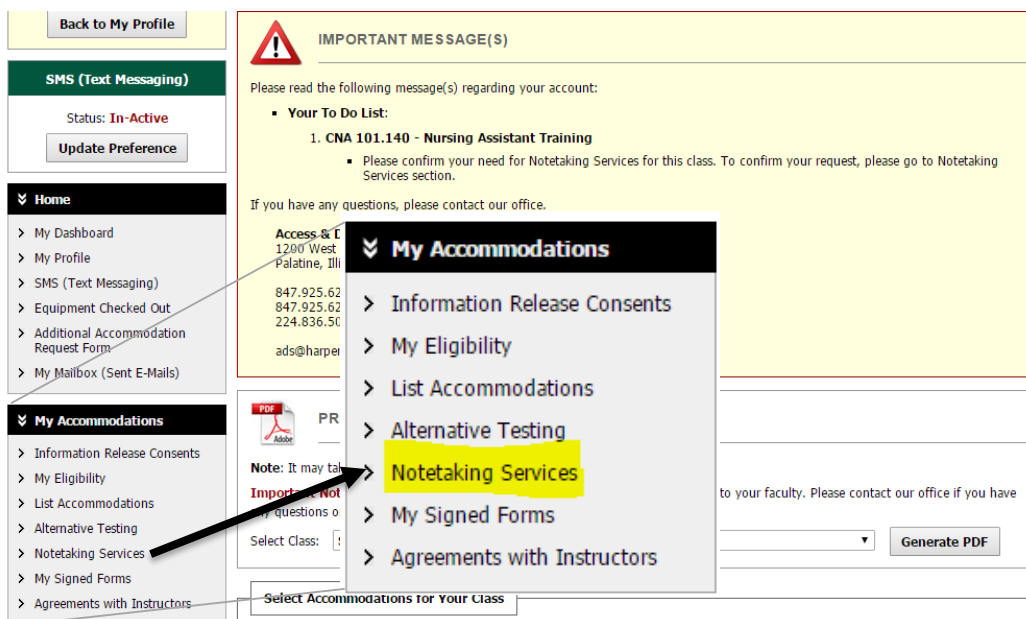 Back to My Profile
SMS (Text Messaging)
Status: In-Active
Update Preference
Home
My Dashboard
My Profile
SMS (Text Messaging)
Equipment Checked Out
Additional Accommodation
Request Form
My Mailbox (Sent E-Mails)
My Accommodations
Information Release Consents
My Eligibility
List Accommodations
Alternative Testing
Notetaking Services
My Signed Forms
Agreements with Instructors
IMPORTANT MESSAGE(S)
Please read the following message(s) regarding your account:
Your To Do List:
1. CNA 101.140 - Nursing Assistant Training
Please confirm your need for Notetaking Services for this class. To confirm your request, please go to Notetaking
Services section.
If you have any questions, please contact our office.
Access &
1200 West
Palatine,
847.925.62
847.925.62
224.836.50
My Accommodations
Information Release Consents
My Eligibility
List Accommodations
Alternative Testing
Notetaking Services
My Signed Forms
Agreements with Instructors
PDF
Adobe
Note: It may
Important
to your faculty. Please contact our office if you have
questions
Select Class:
Generate PDF
Select Accommodations for Your Class